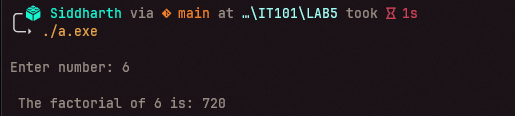 Siddharth via main at …\IT101\LAB5 took 1s
./a.exe
Enter number: 6
The factorial of 6 is: 720